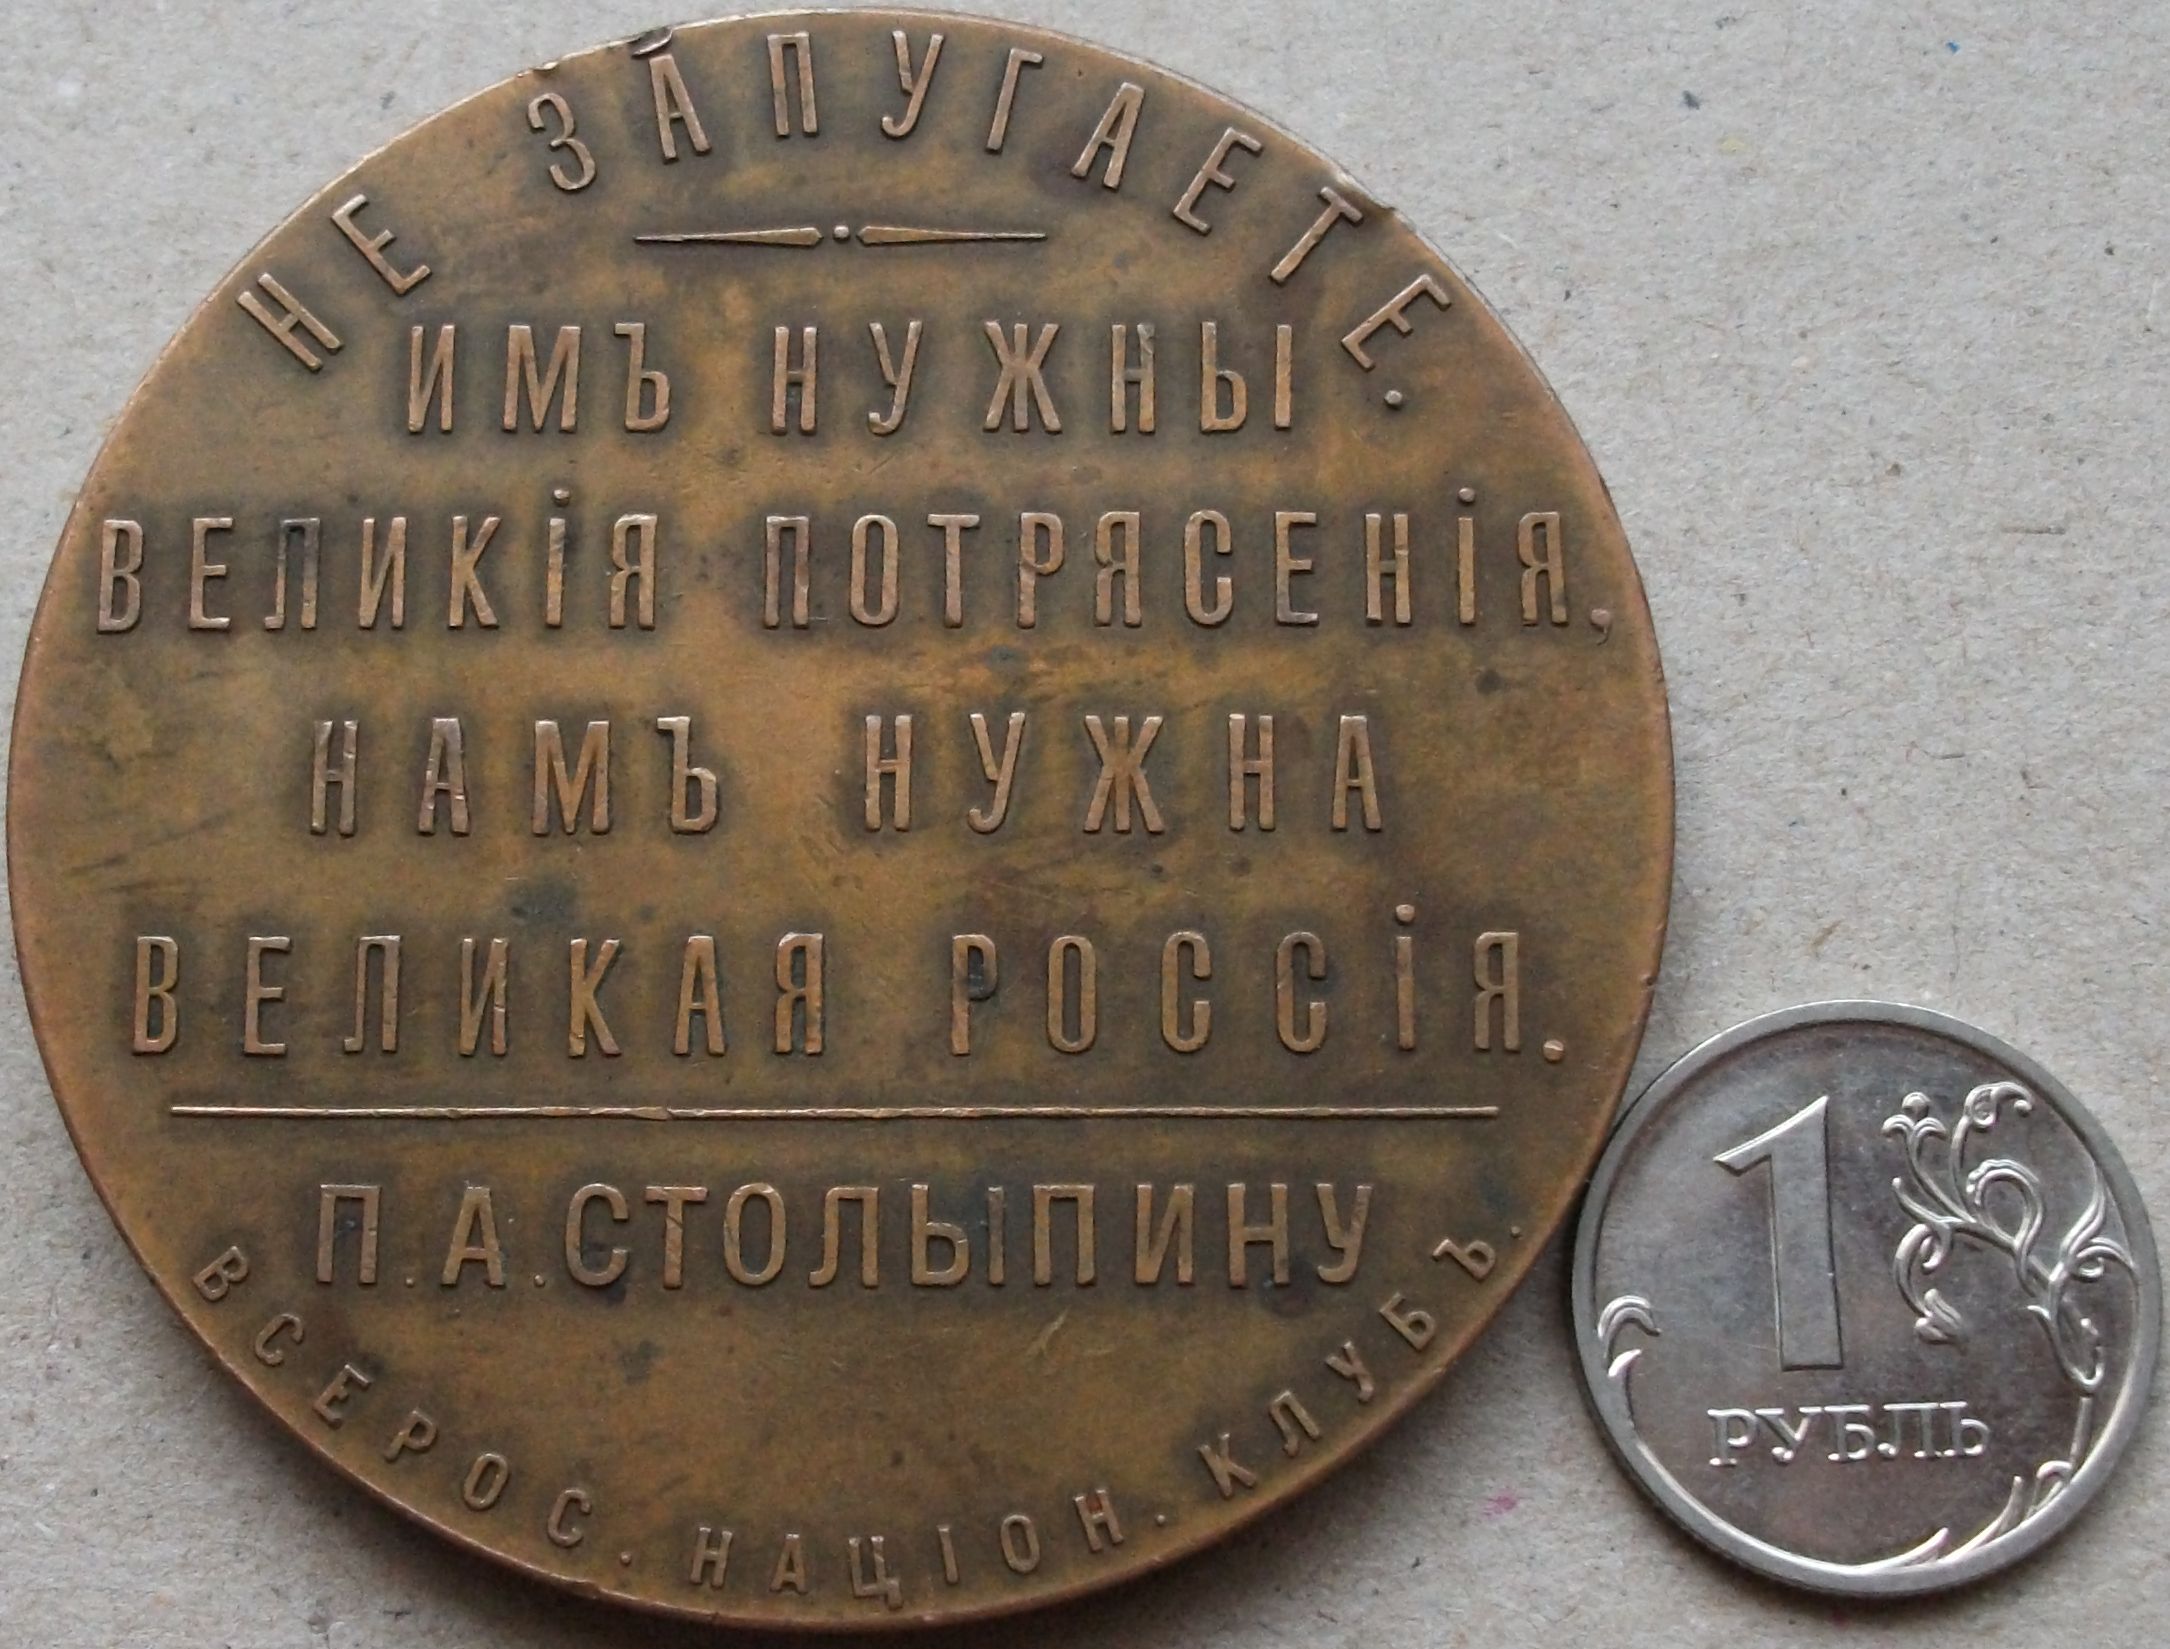 НЕ ЗАПУГАЕТЕ.
ИМЪ НУЖНЫ
ВЕЛИКІЯ ПОТРЯСЕНІЯ,
НАМЪ НУЖНА
ВЕЛИКАЯ РОССІЯ.
П.А.СТОЛЫПИНУ
ВСЕРОС. НАЦІОН. КЛУБЪ.
1
РУБЛЬ